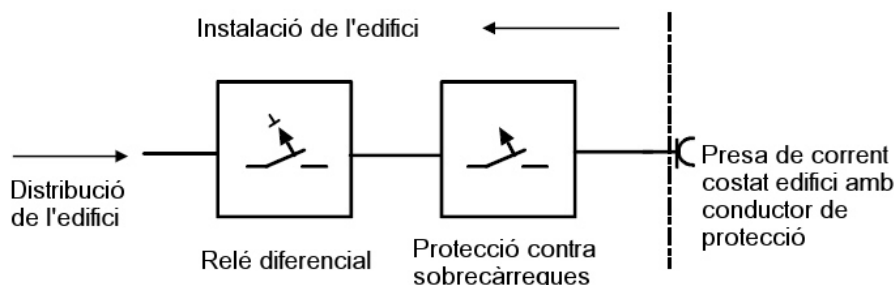 Instalació de l'edifici
Distribució
de l'edifici
Relé diferencial
Protecció contra
sobrecàrregues
Presa de corrent
costat edifici amb
conductor de
protecció